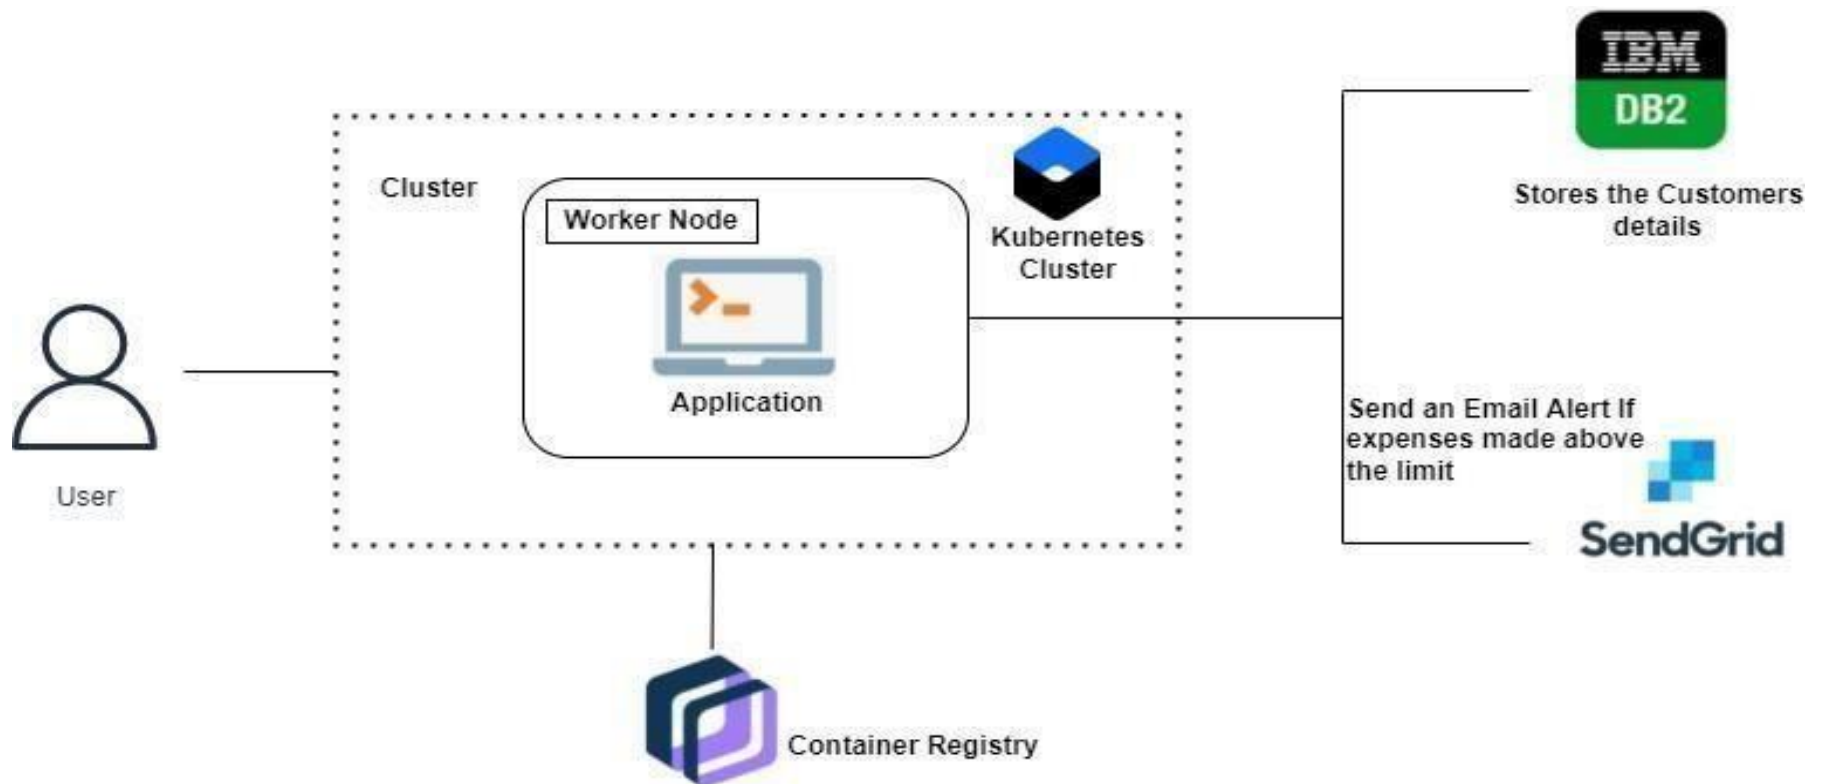 IBM
DB2
Stores the Customers
details
Cluster
Worker Node
Kubernetes
Cluster
Application
User
Send an Email Alert If
expenses made above
the limit
SendGrid
Container Registry